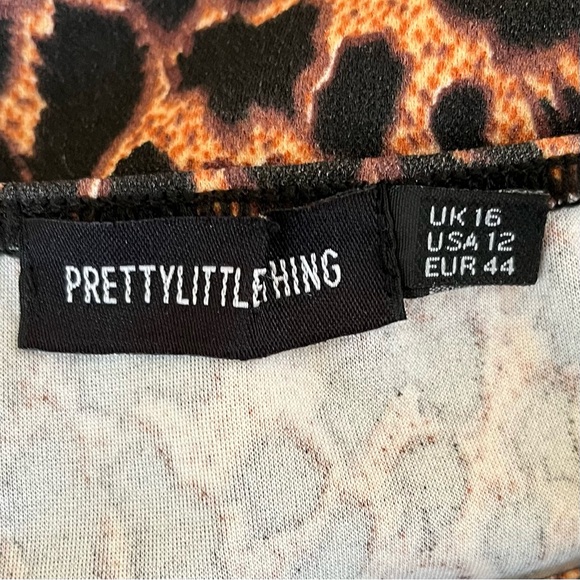 PRETTYLITTLETHING
UK 16
USA 12
EUR 44